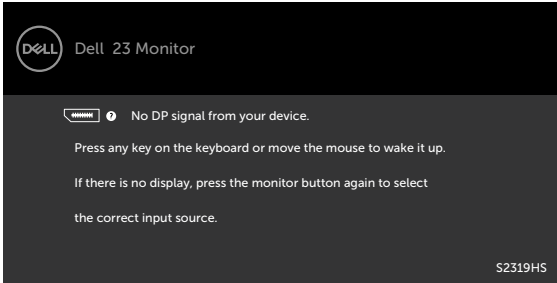 DELL
Dell 23 Monitor
? No DP signal from your device.
Press any key on the keyboard or move the mouse to wake it up.
If there is no display, press the monitor button again to select
the correct input source.
S2319HS